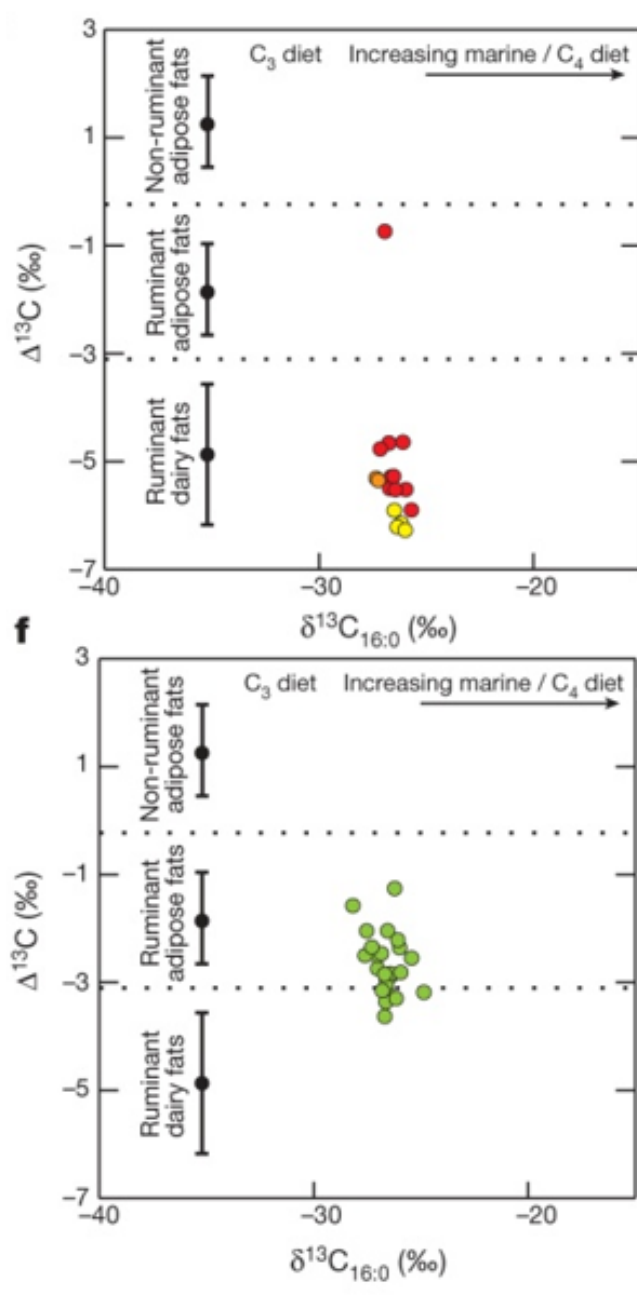 3
C₃ diet Increasing marine / C₄ diet
Non-ruminant
adipose fats
1
Ruminant
adipose fats
−1
Δ¹³C (‰)
−3
Ruminant
dairy fats
−5
−7
−40 −30 −20
δ¹³C₁₆:₀ (‰)
f
3
C₃ diet Increasing marine / C₄ diet
Non-ruminant
adipose fats
1
Ruminant
adipose fats
−1
Δ¹³C (‰)
−3
Ruminant
dairy fats
−5
−7
−40 −30 −20
δ¹³C₁₆:₀ (‰)